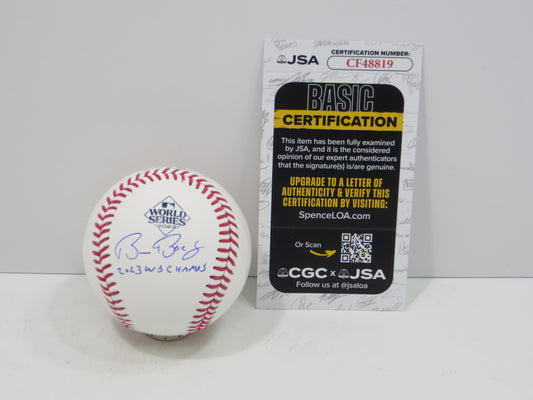 WORLD
SERIES
2023
2023 WS CHAMPS
JSA
CERTIFICATION NUMBER:
CF48819
BASIC
CERTIFICATION
This item has been fully examined
by JSA, and it is the considered
opinion of our expert authenticators
that the signature(s) is/are genuine.
UPGRADE TO A LETTER OF
AUTHENTICITY & VERIFY THIS
CERTIFICATION BY VISITING:
SpenceLOA.com
Or Scan
CGC x JSA
Follow us at @jsaloa